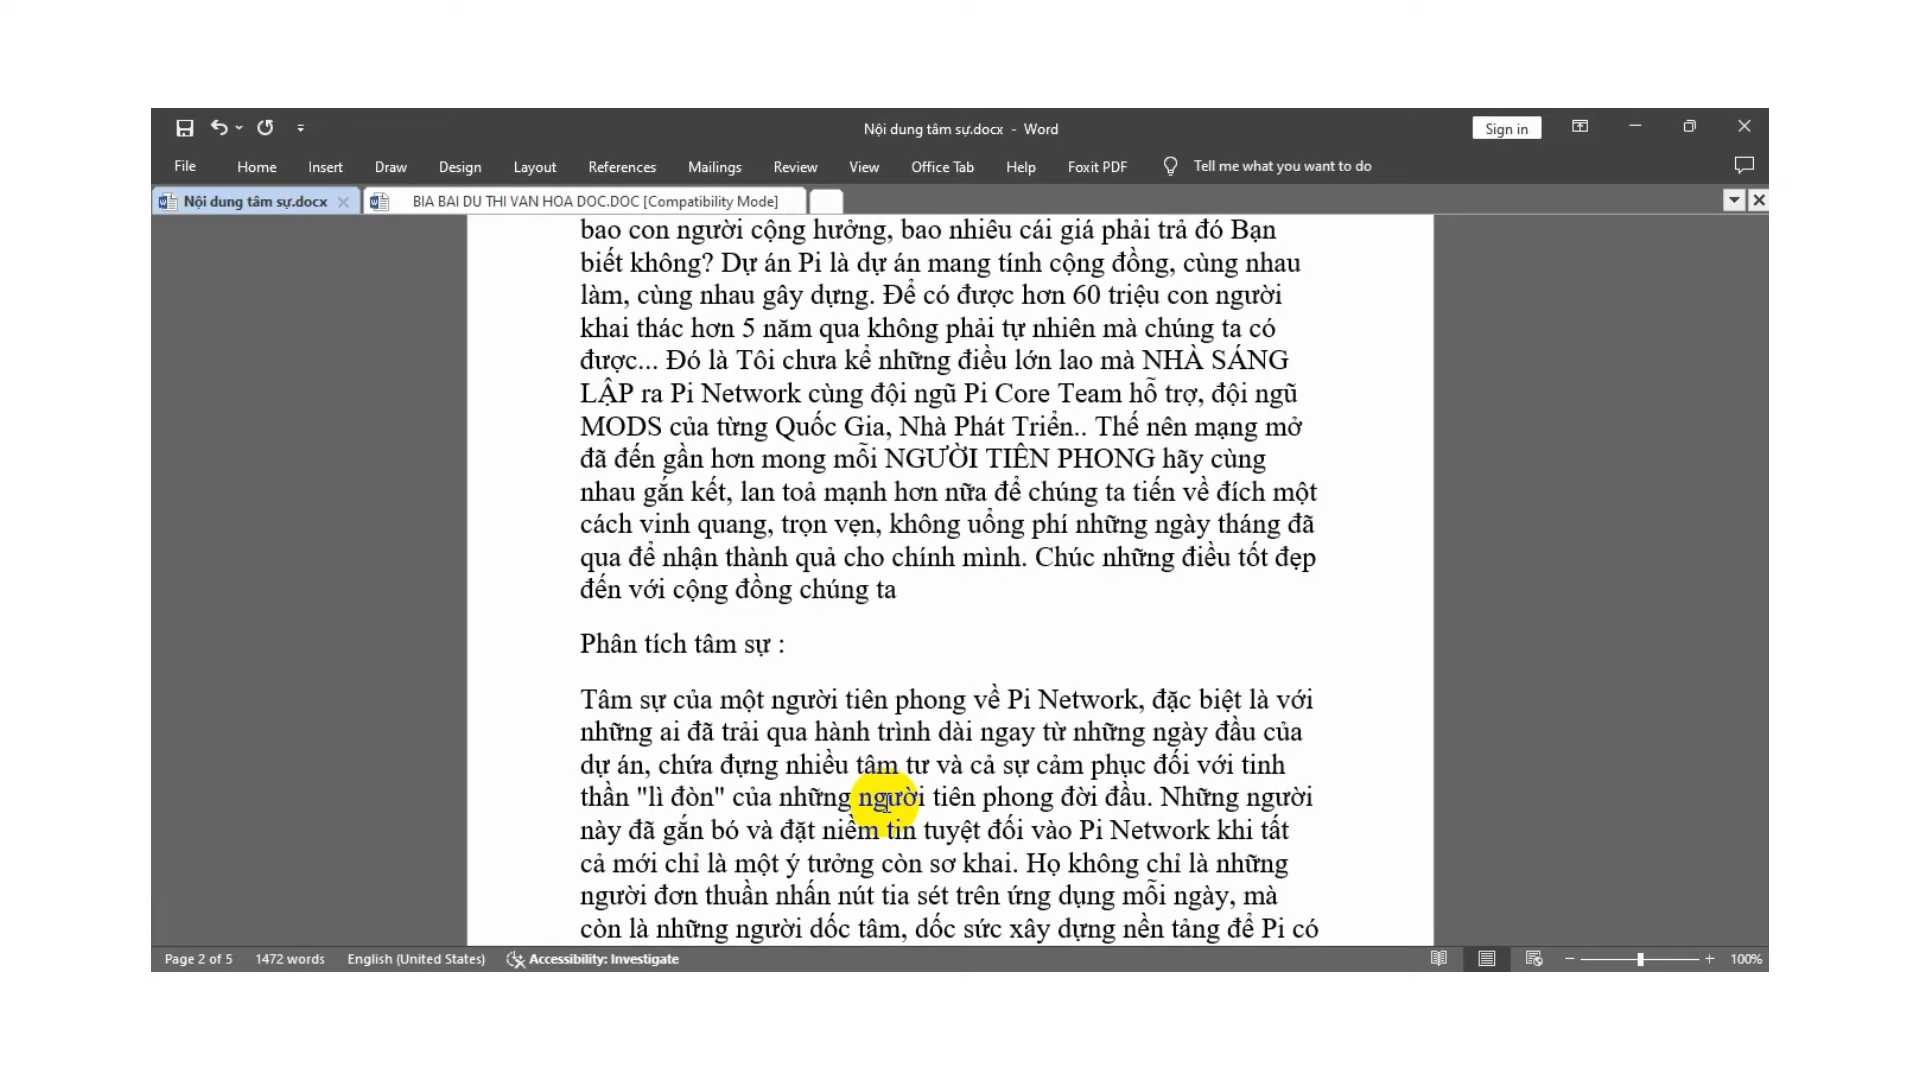 Nội dung tâm sự.docx - Word
Sign in
File Home Insert Draw Design Layout References Mailings Review View Office Tab Help Foxit PDF Tell me what you want to do
Nội dung tâm sự.docx BIA BAI DU THI VAN HOA DOC.DOC [Compatibility Mode]
bao con người cộng hưởng, bao nhiêu cái giá phải trả đó Bạn
biết không? Dự án Pi là dự án mang tính cộng đồng, cùng nhau
làm, cùng nhau gây dựng. Để có được hơn 60 triệu con người
khai thác hơn 5 năm qua không phải tự nhiên mà chúng ta có
được... Đó là Tôi chưa kể những điều lớn lao mà NHÀ SÁNG
LẬP ra Pi Network cùng đội ngũ Pi Core Team hỗ trợ, đội ngũ
MODS của từng Quốc Gia, Nhà Phát Triển.. Thế nên mạng mở
đã đến gần hơn mong mỗi NGƯỜI TIÊN PHONG hãy cùng
nhau gắn kết, lan toả mạnh hơn nữa để chúng ta tiến về đích một
cách vinh quang, trọn vẹn, không uổng phí những ngày tháng đã
qua để nhận thành quả cho chính mình. Chúc những điều tốt đẹp
đến với cộng đồng chúng ta
Phân tích tâm sự :
Tâm sự của một người tiên phong về Pi Network, đặc biệt là với
những ai đã trải qua hành trình dài ngay từ những ngày đầu của
dự án, chứa đựng nhiều tâm tư và cả sự cảm phục đối với tinh
thần "lì đòn" của những người tiên phong đời đầu. Những người
này đã gắn bó và đặt niềm tin tuyệt đối vào Pi Network khi tất
cả mới chỉ là một ý tưởng còn sơ khai. Họ không chỉ là những
người đơn thuần nhấn nút tia sét trên ứng dụng mỗi ngày, mà
còn là những người dốc tâm, dốc sức xây dựng nền tảng để Pi có
Page 2 of 5 1472 words English (United States) Accessibility: Investigate 100%